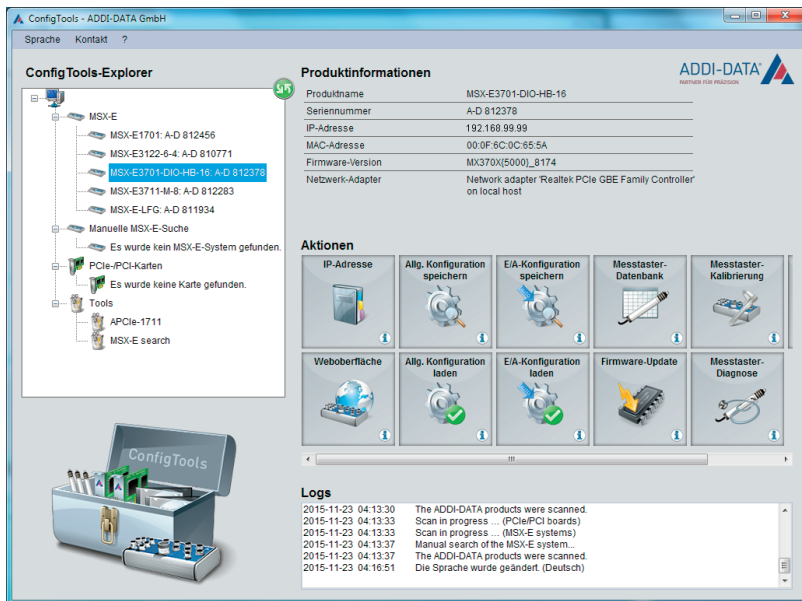 ConfigTools - ADDI-DATA GmbH
Sprache Kontakt ?
ConfigTools-Explorer
MSX-E
MSX-E1701: A-D 812456
MSX-E3122-6-4: A-D 810771
MSX-E3701-DIO-HB-16: A-D 812378
MSX-E3711-M-8: A-D 812283
MSX-E-LFG: A-D 811934
Manuelle MSX-E-Suche
Es wurde kein MSX-E-System gefunden.
PCIe-/PCI-Karten
Es wurde keine Karte gefunden.
Tools
APCIe-1711
MSX-E search
ConfigTools
Produktinformationen
ADDI-DATA
PARTNER FÜR PRÄZISION
Produktname MSX-E3701-DIO-HB-16
Seriennummer A-D 812378
IP-Adresse 192.168.99.99
MAC-Adresse 00:0F:6C:0C:65:5A
Firmware-Version MX370X{5000}_8174
Netzwerk-Adapter Network adapter 'Realtek PCIe GBE Family Controller'
on local host
Aktionen
IP-Adresse
Allg. Konfiguration
speichern
E/A-Konfiguration
speichern
Messtaster-
Datenbank
Messtaster-
Kalibrierung
Weboberfläche
Allg. Konfiguration
laden
E/A-Konfiguration
laden
Firmware-Update
Messtaster-
Diagnose
Logs
2015-11-23 04:13:30 The ADDI-DATA products were scanned.
2015-11-23 04:13:33 Scan in progress ... (PCIe/PCI boards)
2015-11-23 04:13:33 Scan in progress ... (MSX-E systems)
2015-11-23 04:13:37 Manual search of the MSX-E system...
2015-11-23 04:13:37 The ADDI-DATA products were scanned.
2015-11-23 04:16:51 Die Sprache wurde geändert. (Deutsch)